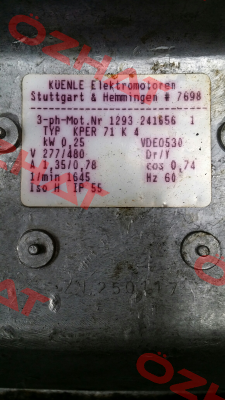 KUENLE Elektromotoren
Stuttgart & Hemmingen # 7698
3-ph-Mot.Nr 1293 241656 1
TYP KPER 71 K 4
kW 0,25 VDE0530
V 277/480 Dr/Y
A 1,35/0,78 cos 0,74
1/min 1645 Hz 60
Iso H IP 55
OZHAT
OZHAT